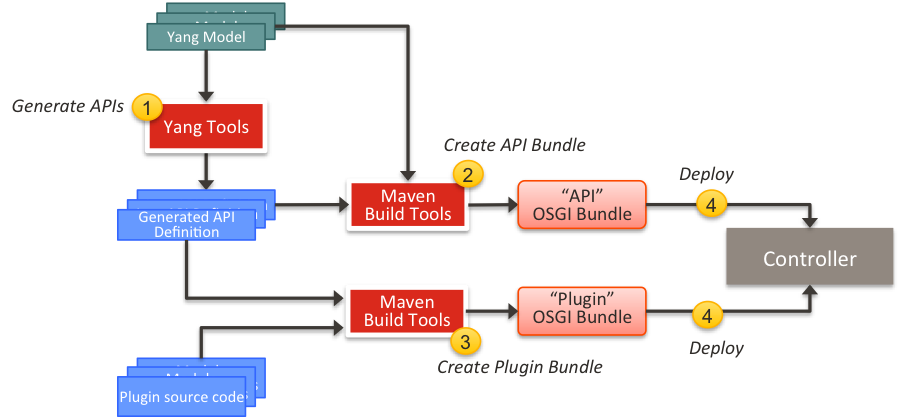 Yang Model
Generate APIs
1
Yang Tools
Create API Bundle
2
Maven
Build Tools
"API"
OSGI Bundle
Deploy
4
Generated API
Definition
Controller
Maven
Build Tools
"Plugin"
OSGI Bundle
4
Deploy
3
Create Plugin Bundle
Plugin source code